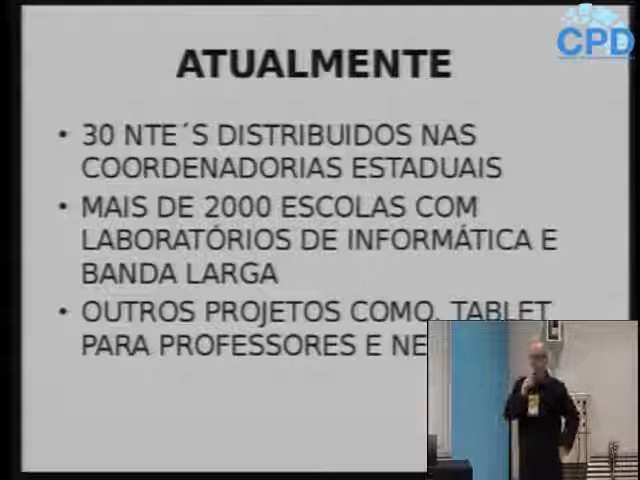 CPD
ATUALMENTE
• 30 NTE´S DISTRIBUIDOS NAS
COORDENADORIAS ESTADUAIS
• MAIS DE 2000 ESCOLAS COM
LABORATÓRIOS DE INFORMÁTICA E
BANDA LARGA
• OUTROS PROJETOS COMO, TABLET
PARA PROFESSORES E